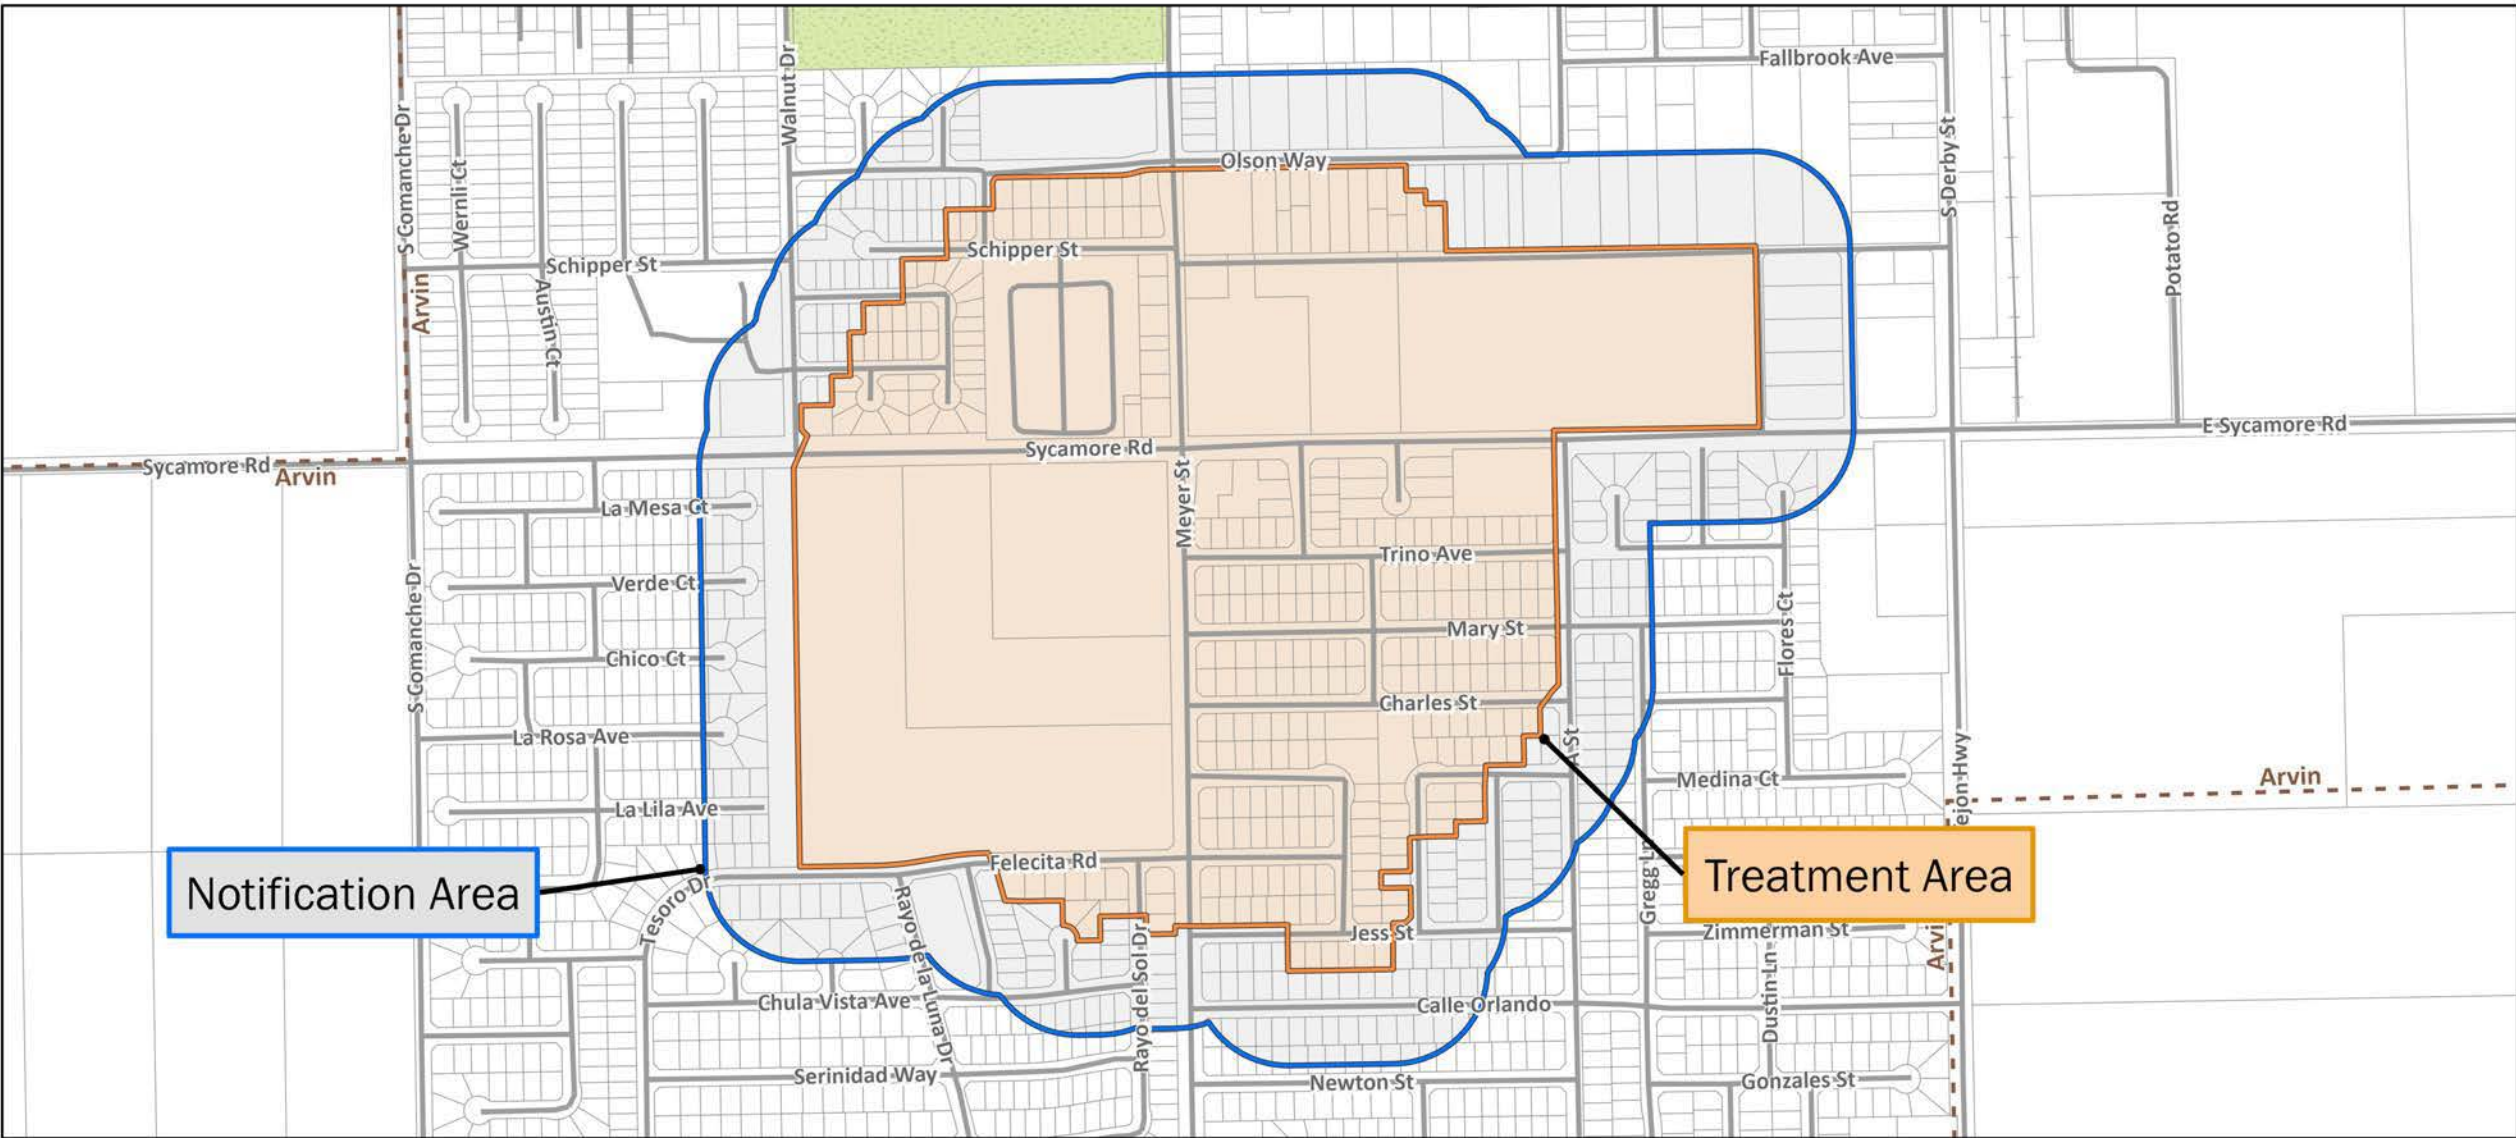 Fallbrook Ave
Walnut Dr
S Comanche Dr
Wernli Ct
Olson Way
S Derby St
Potato Rd
Schipper St
Schipper St
Arvin
Austin Ct
Sycamore Rd
Arvin
Sycamore Rd
E Sycamore Rd
La Mesa Ct
Meyer St
Trino Ave
Verde Ct
S Comanche Dr
Mary St
Flores Ct
Chico Ct
Charles St
La Rosa Ave
A St
Medina Ct
Arvin
ejon Hwy
La Lila Ave
Felecita Rd
Notification Area
Treatment Area
Gregg Ln
Tesoro Dr
Rayo de la Luna Dr
Jess St
Zimmerman St
Arvi
Rayo del Sol Dr
Dustin Ln
Chula Vista Ave
Calle Orlando
Serinidad Way
Newton St
Gonzales St